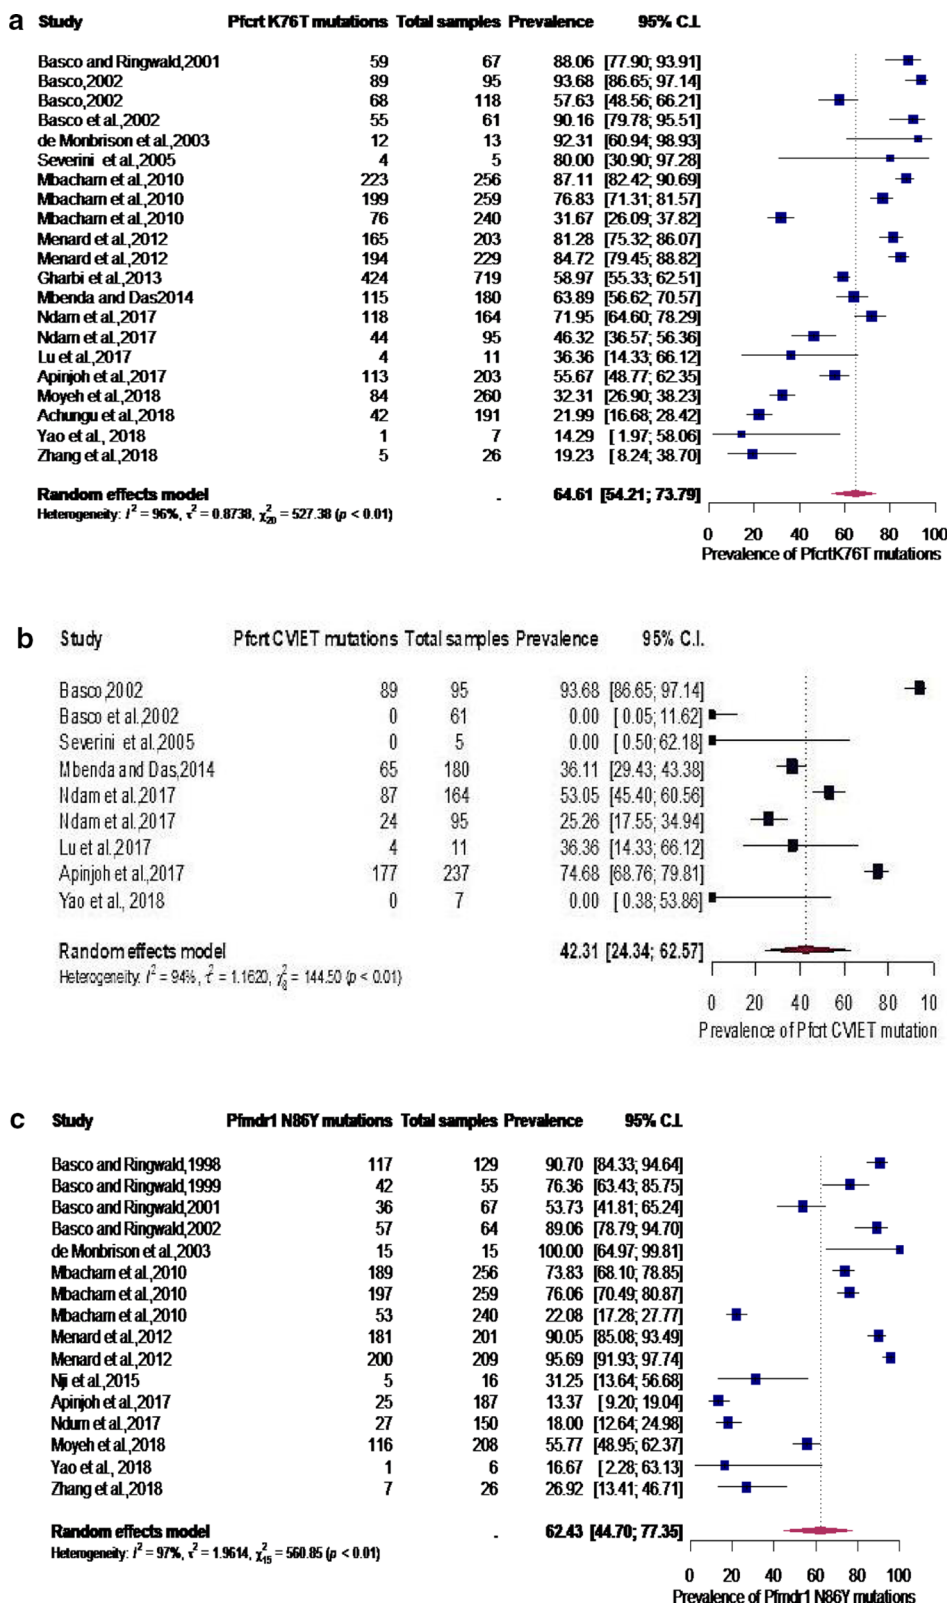 a Study Pfcrt K76T mutations Total samples Prevalence 95% C.I.
Basco and Ringwald,2001 59 67 88.06 [77.90; 93.91]
Basco,2002 89 95 93.68 [86.65; 97.14]
Basco,2002 68 118 57.63 [48.56; 66.21]
Basco et al.,2002 55 61 90.16 [79.78; 95.51]
de Monbrison et al.,2003 12 13 92.31 [60.94; 98.93]
Severini et al.,2005 4 5 80.00 [30.90; 97.28]
Mbacham et al.,2010 223 256 87.11 [82.42; 90.69]
Mbacham et al.,2010 199 259 76.83 [71.31; 81.57]
Mbacham et al.,2010 76 240 31.67 [26.09; 37.82]
Menard et al.,2012 165 203 81.28 [75.32; 86.07]
Menard et al.,2012 194 229 84.72 [79.45; 88.82]
Gharbi et al.,2013 424 719 58.97 [55.33; 62.51]
Mbenda and Das2014 115 180 63.89 [56.62; 70.57]
Ndam et al.,2017 118 164 71.95 [64.60; 78.29]
Ndam et al.,2017 44 95 46.32 [36.57; 56.36]
Lu et al.,2017 4 11 36.36 [14.33; 66.12]
Apinjoh et al.,2017 113 203 55.67 [48.77; 62.35]
Moyeh et al.,2018 84 260 32.31 [26.90; 38.23]
Achungu et al.,2018 42 191 21.99 [16.68; 28.42]
Yao et al., 2018 1 7 14.29 [ 1.97; 58.06]
Zhang et al.,2018 5 26 19.23 [ 8.24; 38.70]
Random effects model - 64.61 [54.21; 73.79]
Heterogeneity: I² = 96%, τ² = 0.8738, χ²₂₀ = 527.38 (p < 0.01)
0 20 40 60 80 100
Prevalence of PfcrtK76T mutations
b Study Pfcrt CVIET mutations Total samples Prevalence 95% C.I.
Basco,2002 89 95 93.68 [86.65; 97.14]
Basco et al.,2002 0 61 0.00 [ 0.05; 11.62]
Severini et al.,2005 0 5 0.00 [ 0.50; 62.18]
Mbenda and Das,2014 65 180 36.11 [29.43; 43.38]
Ndam et al.,2017 87 164 53.05 [45.40; 60.56]
Ndam et al.,2017 24 95 25.26 [17.55; 34.94]
Lu et al.,2017 4 11 36.36 [14.33; 66.12]
Apinjoh et al.,2017 177 237 74.68 [68.76; 79.81]
Yao et al., 2018 0 7 0.00 [ 0.38; 53.86]
Random effects model 42.31 [24.34; 62.57]
Heterogeneity: I² = 94%, τ² = 1.1620, χ²₈ = 144.50 (p < 0.01)
0 20 40 60 80 10
Prevalence of Pfcrt CVIET mutation
c Study Pfmdr1 N86Y mutations Total samples Prevalence 95% C.I.
Basco and Ringwald,1998 117 129 90.70 [84.33; 94.64]
Basco and Ringwald,1999 42 55 76.36 [63.43; 85.75]
Basco and Ringwald,2001 36 67 53.73 [41.81; 65.24]
Basco and Ringwald,2002 57 64 89.06 [78.79; 94.70]
de Monbrison et al.,2003 15 15 100.00 [64.97; 99.81]
Mbacham et al.,2010 189 256 73.83 [68.10; 78.85]
Mbacham et al.,2010 197 259 76.06 [70.49; 80.87]
Mbacham et al.,2010 53 240 22.08 [17.28; 27.77]
Menard et al.,2012 181 201 90.05 [85.08; 93.49]
Menard et al.,2012 200 209 95.69 [91.93; 97.74]
Nji et al.,2015 5 16 31.25 [13.64; 56.68]
Apinjoh et al.,2017 25 187 13.37 [ 9.20; 19.04]
Ndum et al.,2017 27 150 18.00 [12.64; 24.98]
Moyeh et al.,2018 116 208 55.77 [48.95; 62.37]
Yao et al., 2018 1 6 16.67 [ 2.28; 63.13]
Zhang et al.,2018 7 26 26.92 [13.41; 46.71]
Random effects model - 62.43 [44.70; 77.35]
Heterogeneity: I² = 97%, τ² = 1.9614, χ²₁₅ = 560.85 (p < 0.01)
0 20 40 60 80 100
Prevalence of Pfmdr1 N86Y mutations